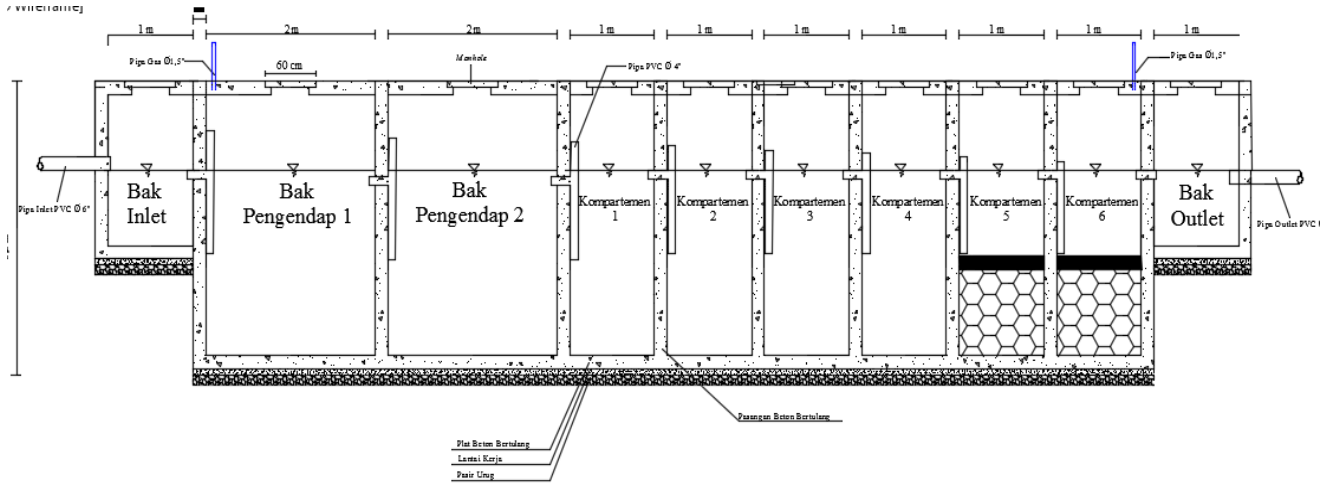 1 m
2 m
2 m
1 m
1 m
1 m
1 m
1 m
1 m
1 m
Pipa Gas Ø1,5"
60 cm
Manhole
Pipa PVC Ø 4"
Pipa Gas Ø1,5"
Bak
Inlet
Bak
Pengendap 1
Bak
Pengendap 2
Kompartemen
1
Kompartemen
2
Kompartemen
3
Kompartemen
4
Kompartemen
5
Kompartemen
6
Bak
Outlet
Pipa Inlet PVC Ø 6"
Pipa Outlet PVC
Pasangan Beton Bertulang
Plat Beton Bertulang
Lantai Kerja
Pasir Urug